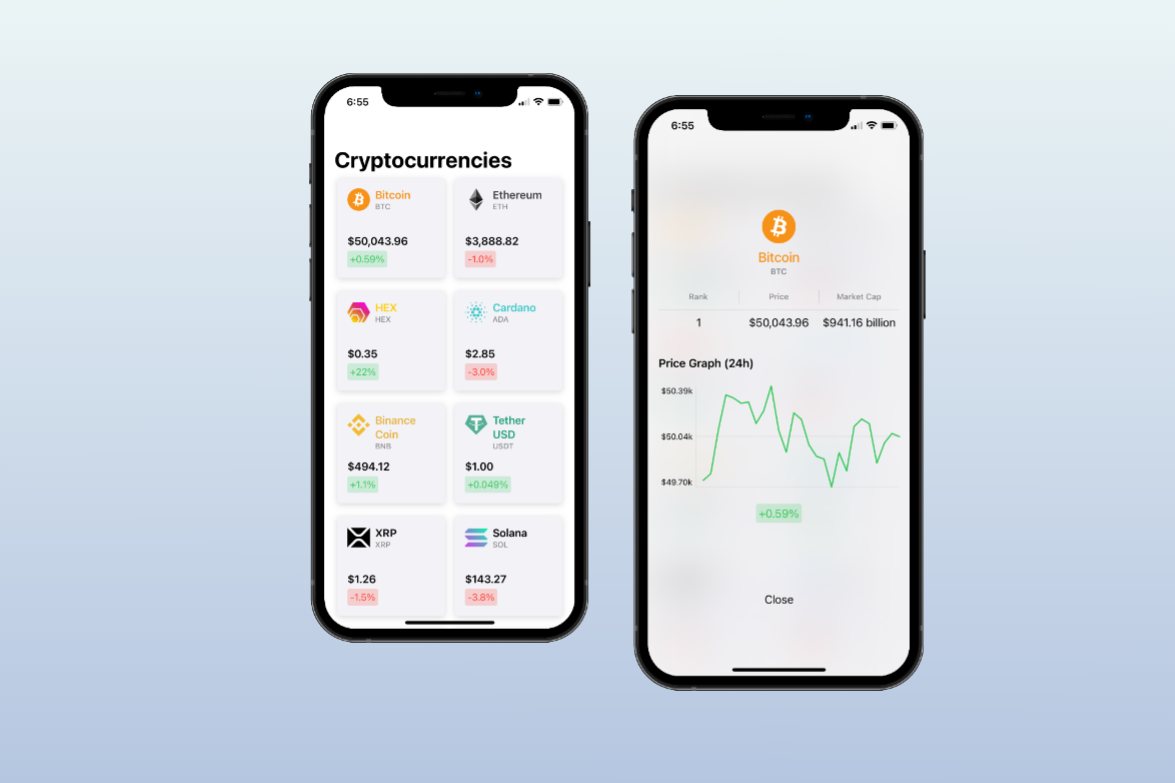 6:55
Cryptocurrencies
Bitcoin
BTC
$50,043.96
+0.59%
Ethereum
ETH
$3,888.82
-1.0%
HEX
HEX
$0.35
+22%
Cardano
ADA
$2.85
-3.0%
Binance
Coin
BNB
$494.12
+1.1%
Tether
USD
USDT
$1.00
+0.049%
XRP
XRP
$1.26
-1.5%
Solana
SOL
$143.27
-3.8%
6:55
Bitcoin
BTC
Rank Price Market Cap
1 $50,043.96 $941.16 billion
Price Graph (24h)
$50.39k
$50.04k
$49.70k
+0.59%
Close